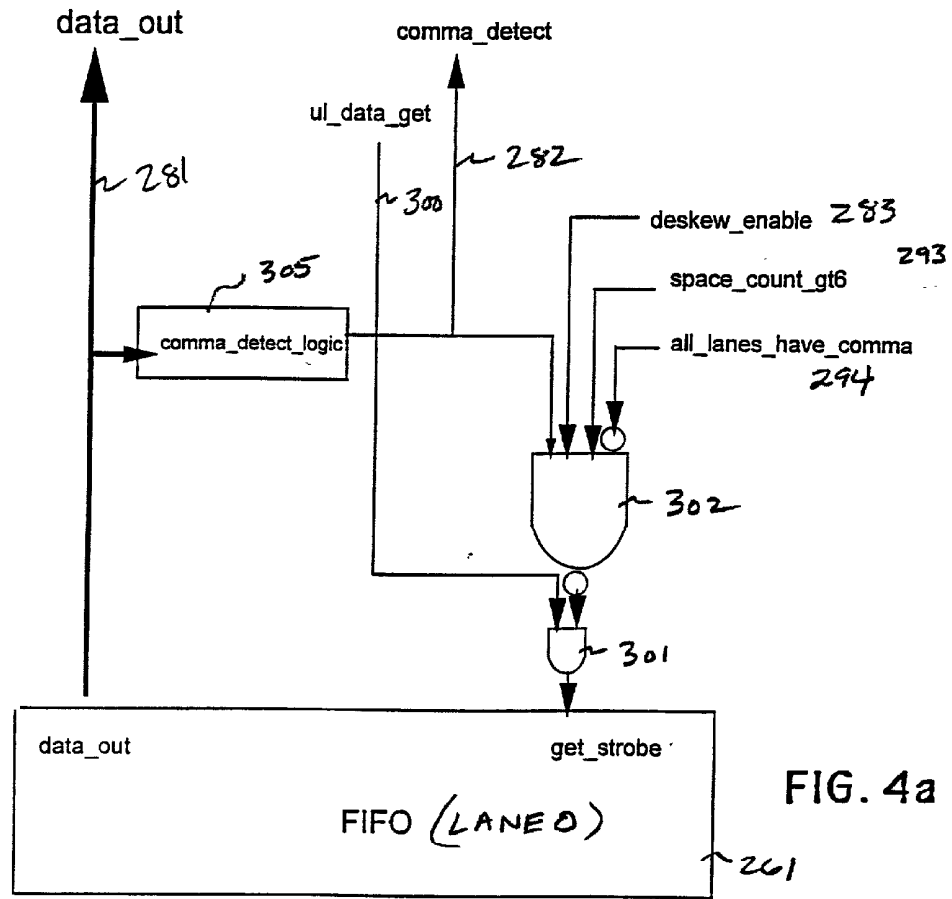 data_out
comma_detect
ul_data_get
281
300
282
deskew_enable 283
293
space_count_gt6
305
comma_detect_logic
all_lanes_have_comma
294
302
301
data_out
get_strobe
FIG. 4a
FIFO (LANE 0)
261